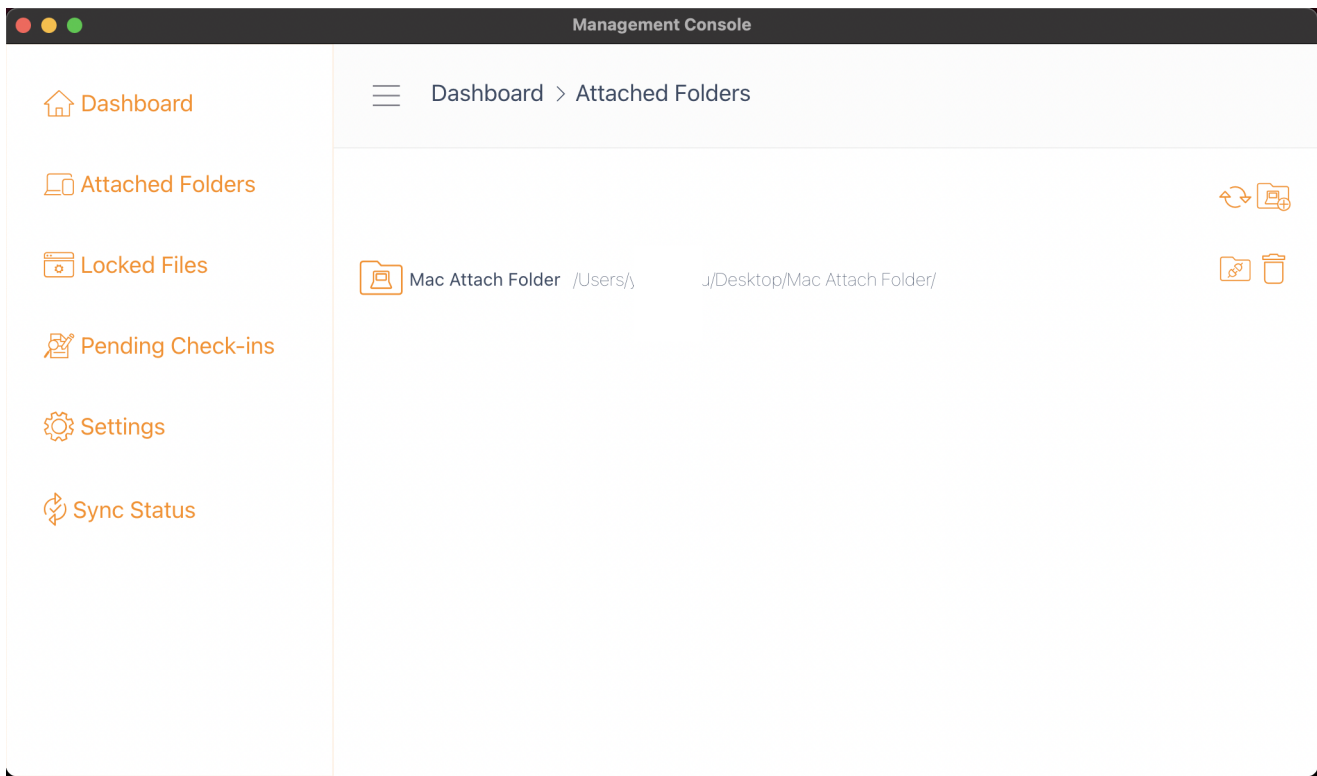 Management Console
Dashboard
Attached Folders
Locked Files
Pending Check-ins
Settings
Sync Status
Dashboard > Attached Folders
Mac Attach Folder /Users/ /Desktop/Mac Attach Folder/